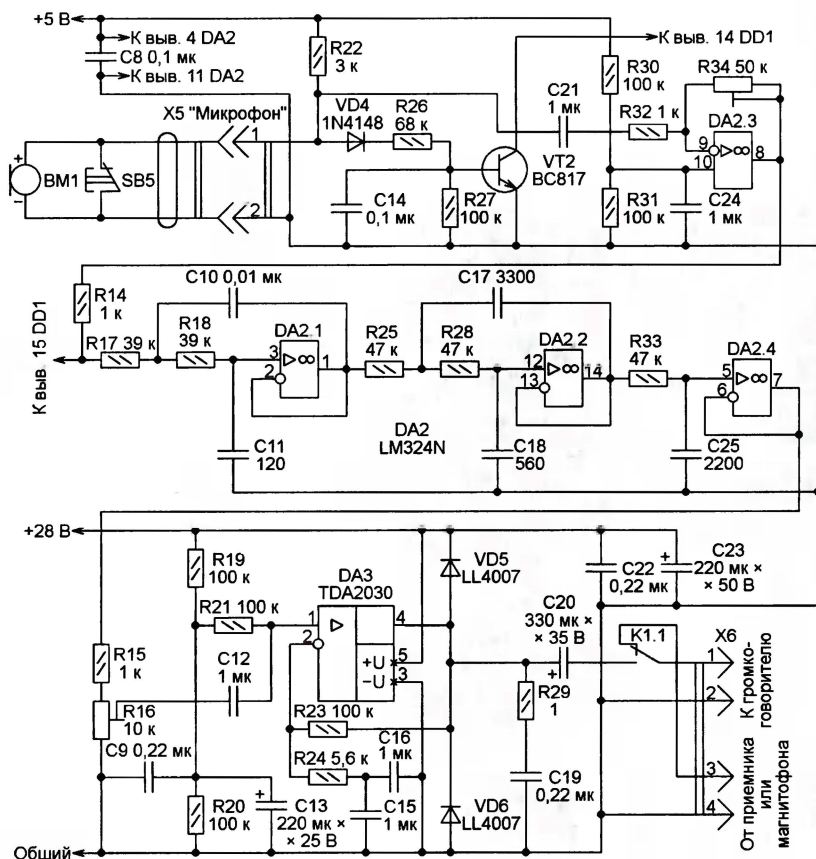 +5 В
К выв. 4 DA2
C8 0,1 мк
К выв. 11 DA2
R22
3 к
К выв. 14 DD1
R30
100 к
R34 50 к
C21
1 мк
R32 1 к
DA2.3
X5 "Микрофон"
VD4
1N4148
R26
68 к
1
2
BM1
+
−
SB5
VT2
BC817
C14
0,1 мк
R27
100 к
9
10
▷∞
8
R31
100 к
C24
1 мк
C10 0,01 мк
C17 3300
R14
1 к
R17 39 к
R18
39 к
DA2.1
3
2
▷∞
1
R25
47 к
R28
47 к
DA2.2
12
13
▷∞
14
R33
47 к
DA2.4
5
6
▷∞
7
К выв. 15 DD1
C11
120
DA2
LM324N
C18
560
C25
2200
+28 В
R19
100 к
DA3
TDA2030
VD5
LL4007
C22
0,22 мк
+
C23
220 мк ×
× 50 В
R21 100 к
1
2
▷
4
+U
5
−U
3
C20
330 мк ×
× 35 В
+
K1.1
X6
1
2
3
4
К громко-
говорителю
От приемника
или
магнитофона
R15
1 к
C12
1 мк
R16
10 к
R23 100 к
R29
1
C9 0,22 мк
R24 5,6 к
C16
1 мк
C19
0,22 мк
R20
100 к
+
C13
220 мк ×
× 25 В
C15
1 мк
VD6
LL4007
Общий